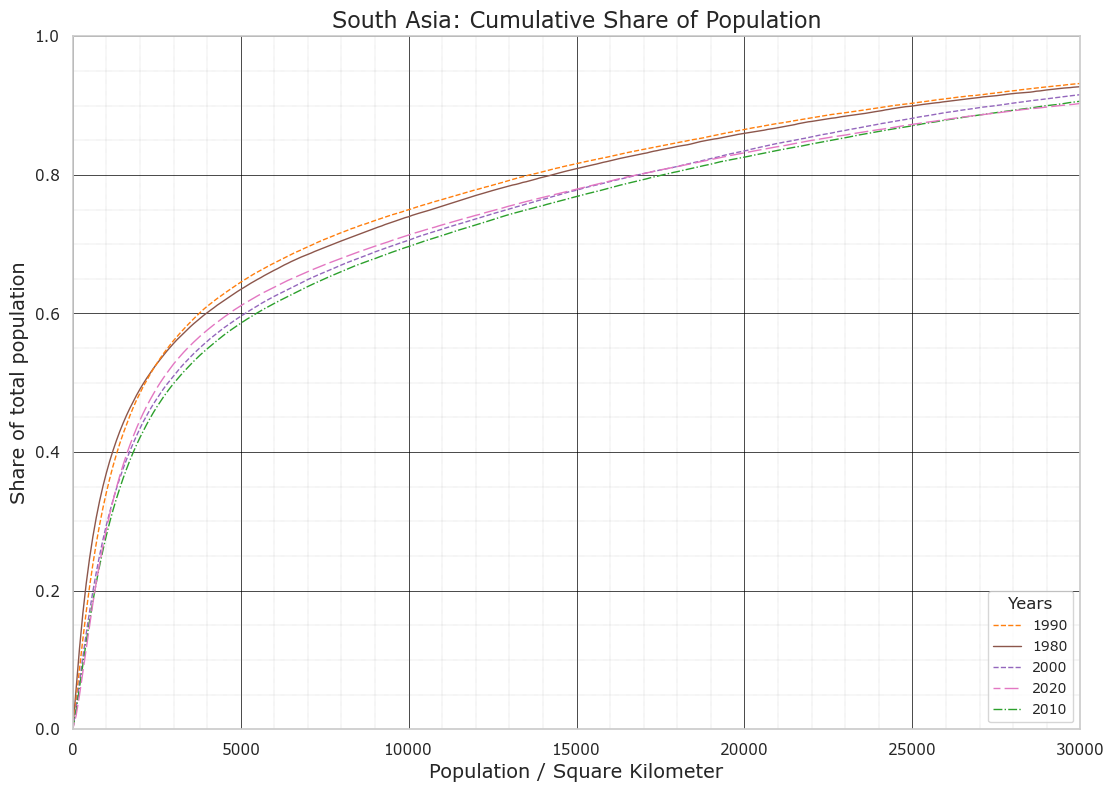 South Asia: Cumulative Share of Population
1.0
0.8
0.6
0.4
0.2
0.0
Share of total population
0 5000 10000 15000 20000 25000 30000
Population / Square Kilometer
Years
1990
1980
2000
2020
2010